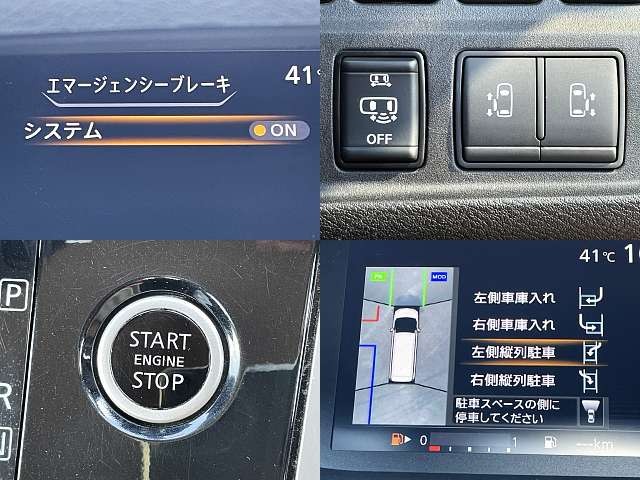 エマージェンシーブレーキ
41°
システム
ON
OFF
START
ENGINE
STOP
P
R
N
41℃
1
MOD
左側車庫入れ
右側車庫入れ
左側縦列駐車
右側縦列駐車
駐車スペースの側に
停車してください
0
1
---km